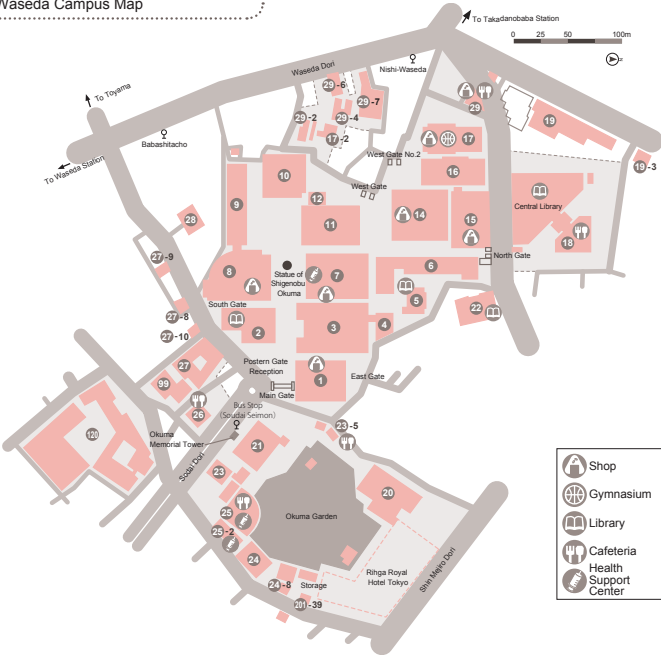 Waseda Campus Map
To Takadanobaba Station
0 25 50 100m
N
Waseda Dori
Nishi-Waseda
To Toyama
Babashitacho
To Waseda Station
29-6
29-7
29-2
29-4
17-2
29
19
19-3
17
16
West Gate No.2
West Gate
10
9
12
11
14
15
Central Library
18
28
27-9
8
Statue of
Shigenobu
Okuma
7
6
North Gate
5
22
South Gate
2
3
4
27-8
27-10
27
99
26
Postern Gate
Reception
1
East Gate
Main Gate
Bus Stop
(Soudai Seimon)
Okuma
Memorial Tower
120
Sodai Dori
21
23-5
23
25
25-2
24
24-8
Okuma Garden
20
Storage
201-39
Rihga Royal
Hotel Tokyo
Shin Mejiro Dori
Shop
Gymnasium
Library
Cafeteria
Health
Support
Center